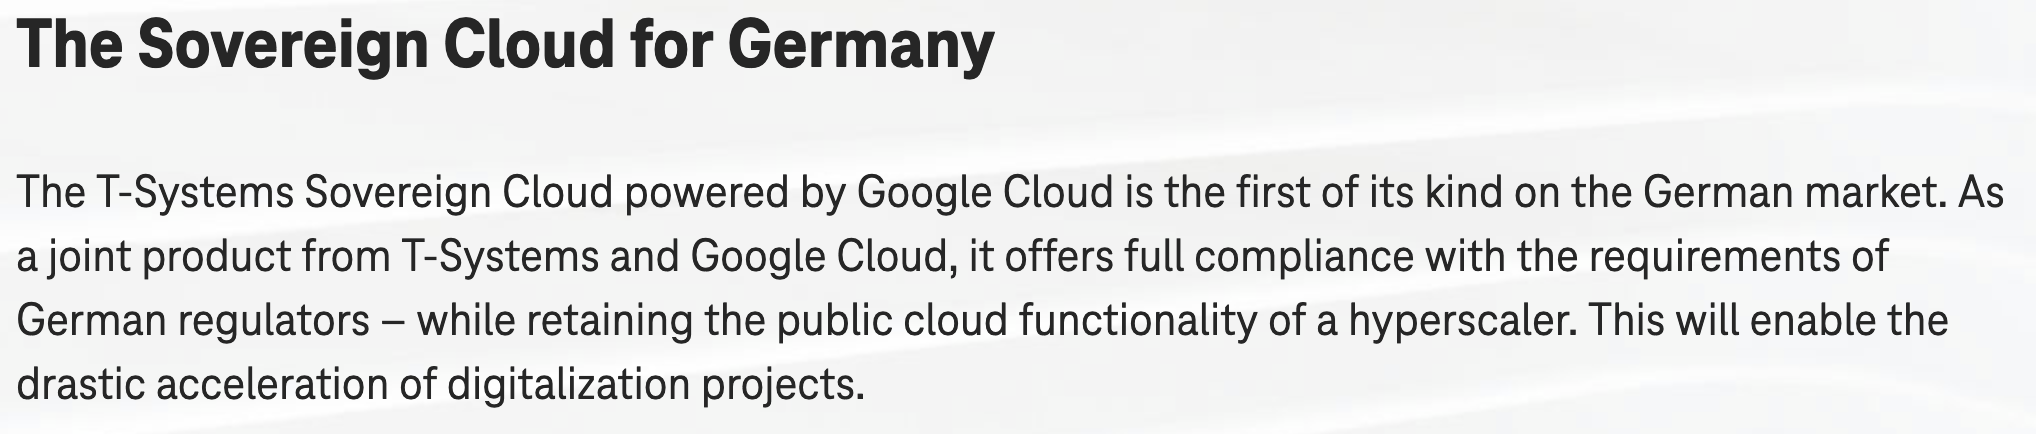 The Sovereign Cloud for Germany
The T-Systems Sovereign Cloud powered by Google Cloud is the first of its kind on the German market. As
a joint product from T-Systems and Google Cloud, it offers full compliance with the requirements of
German regulators – while retaining the public cloud functionality of a hyperscaler. This will enable the
drastic acceleration of digitalization projects.